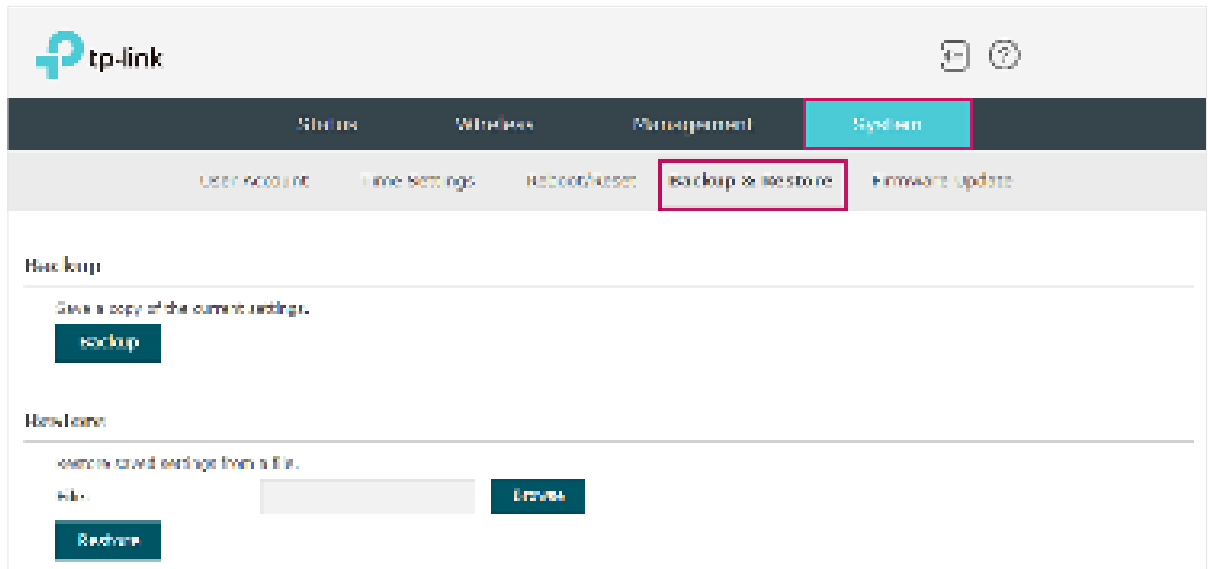 tp-link
Status Wireless Management System
User Account Time Settings Reboot/Reset Backup & Restore Firmware Update
Backup
Save a copy of the current settings.
Backup
Restore
Restore saved settings from a file.
File: Browse
Restore